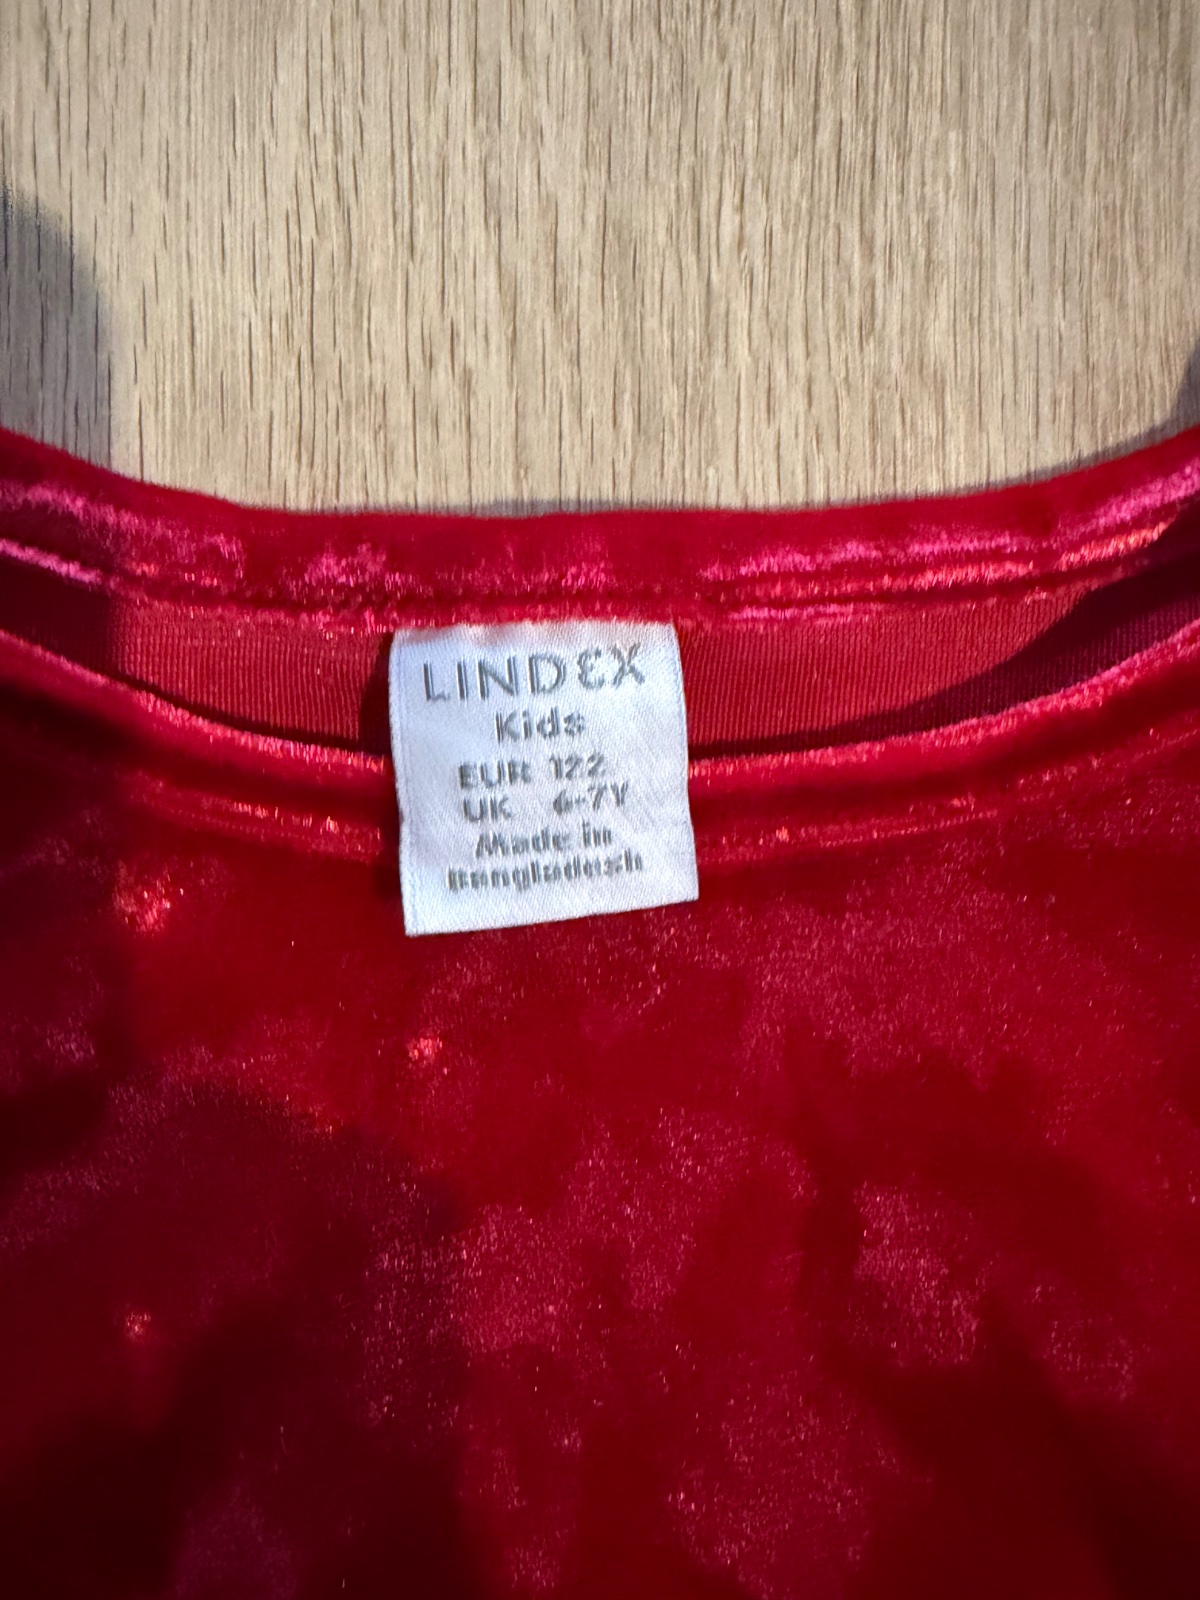 LINDEX
Kids
EUR 122
UK 6-7Y
Made in
Bangladesh